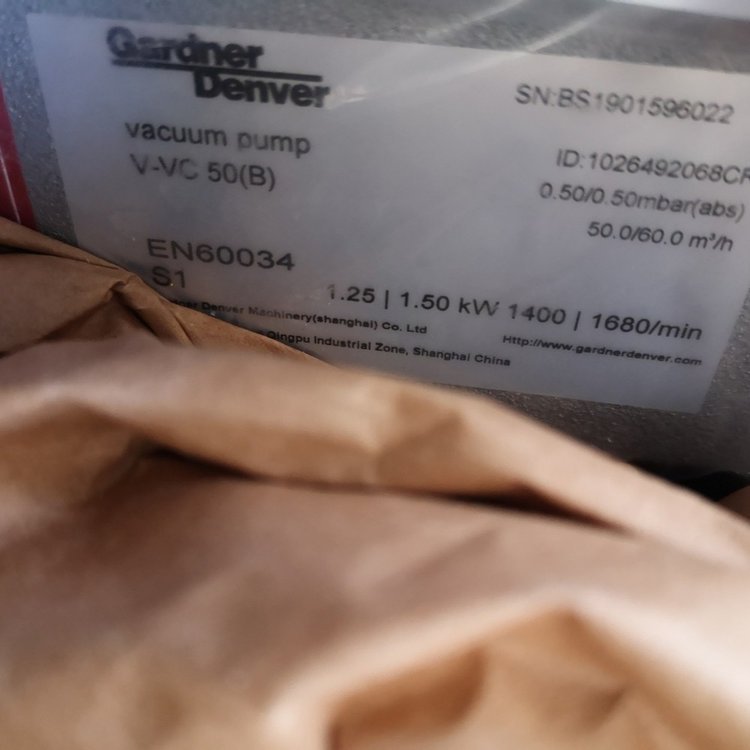 Gardner
Denver
SN:BS1901596022
vacuum pump
V-VC 50(B)
ID:1026492068CF
0.50/0.50mbar(abs)
50.0/60.0 m³/h
EN60034
S1
1.25 | 1.50 kW 1400 | 1680/min
Denver Machinery(shanghai) Co. Ltd
Http://www.gardnerdenver.com
Qingpu Industrial Zone, Shanghai China